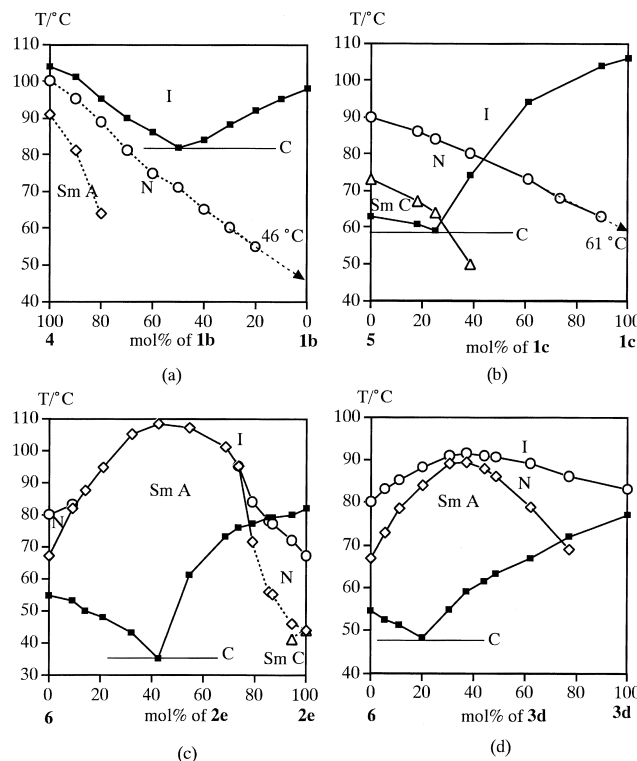 T/°C
110
100
90
80
70
60
50
40
I
C
N
Sm A
46 °C
100 80 60 40 20 0
4 mol% of 1b 1b
(a)
T/°C
110
100
90
80
70
60
50
40
I
N
Sm C
C
61 °C
0 20 40 60 80 100
5 mol% of 1c 1c
(b)
T/°C
110
100
90
80
70
60
50
40
30
I
N
Sm A
N
C
Sm C
0 20 40 60 80 100
6 mol% of 2e 2e
(c)
T/°C
100
90
80
70
60
50
40
I
N
Sm A
C
0 20 40 60 80 100
6 mol% of 3d 3d
(d)